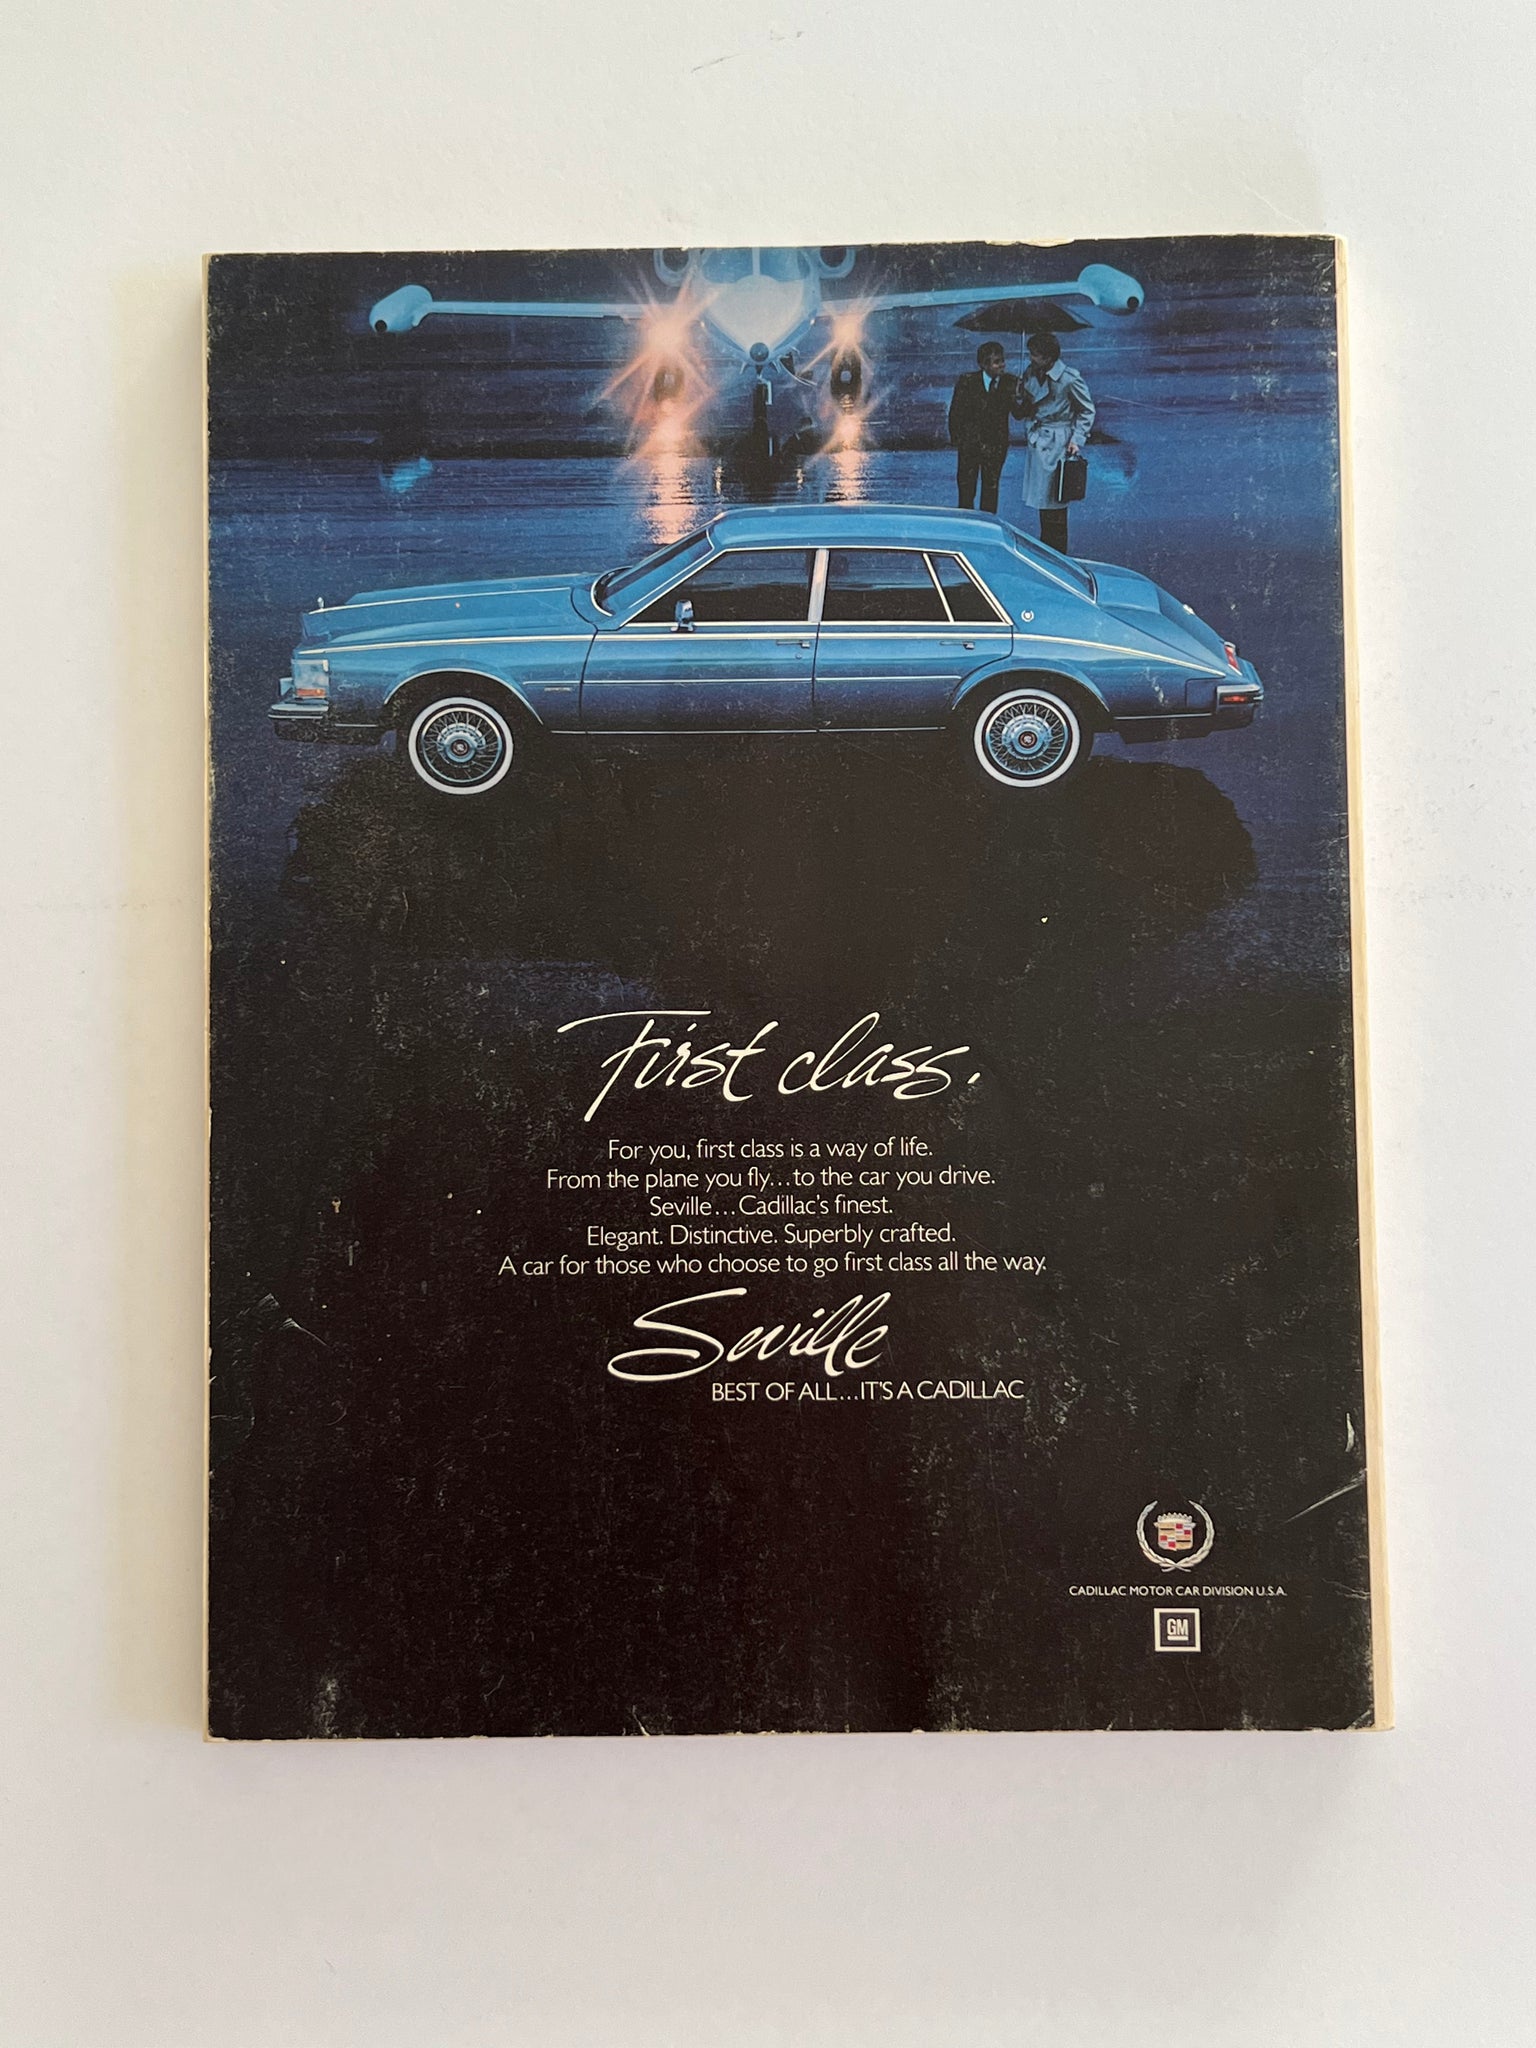 First class.
For you, first class is a way of life.
From the plane you fly...to the car you drive.
Seville...Cadillac's finest.
Elegant. Distinctive. Superbly crafted.
A car for those who choose to go first class all the way.
Seville
BEST OF ALL...IT'S A CADILLAC
CADILLAC MOTOR CAR DIVISION U.S.A.
GM